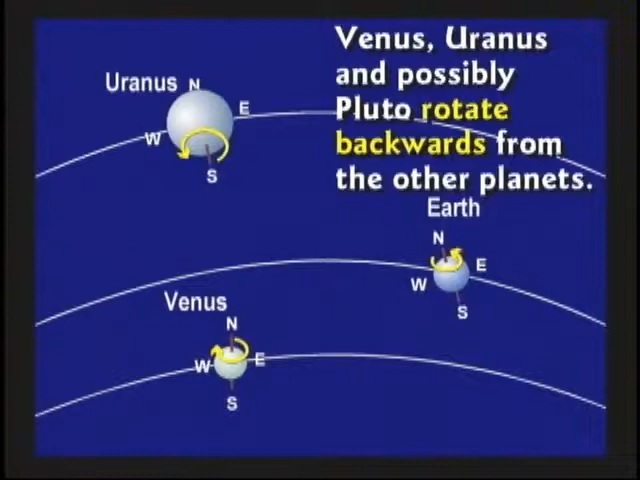 Venus, Uranus
and possibly
Pluto rotate
backwards from
the other planets.
Uranus
N
E
W
S
Earth
N
E
W
S
Venus
N
W
E
S